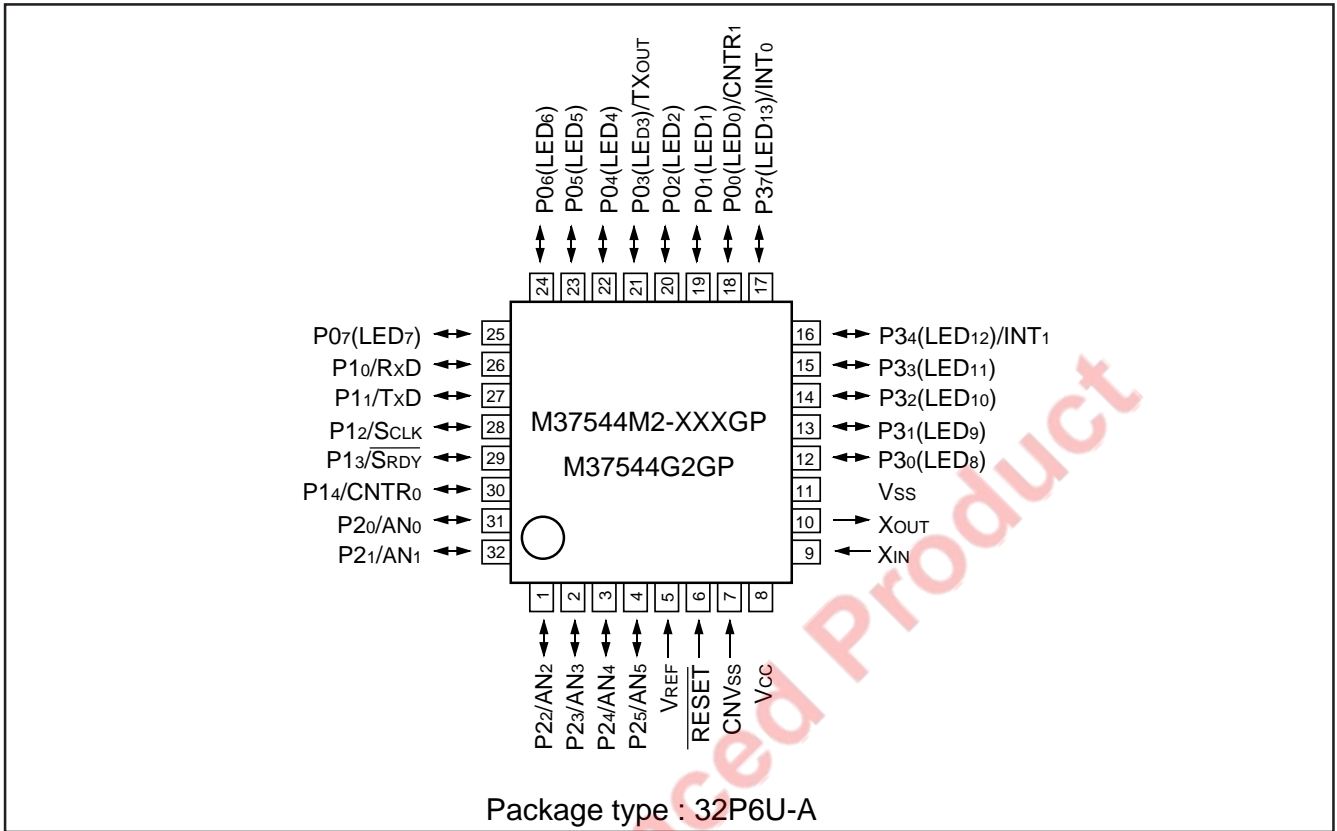 P06(LED6)
P05(LED5)
P04(LED4)
P03(LED3)/TXOUT
P02(LED2)
P01(LED1)
P00(LED0)/CNTR1
P37(LED13)/INT0
24
23
22
21
20
19
18
17
P07(LED7) 25
P10/RXD 26
P11/TXD 27
P12/SCLK 28
P13/SRDY 29
P14/CNTR0 30
P20/AN0 31
P21/AN1 32
M37544M2-XXXGP
M37544G2GP
16 P34(LED12)/INT1
15 P33(LED11)
14 P32(LED10)
13 P31(LED9)
12 P30(LED8)
11 VSS
10 XOUT
9 XIN
1
2
3
4
5
6
7
8
P22/AN2
P23/AN3
P24/AN4
P25/AN5
VREF
RESET
CNVSS
VCC
Package type : 32P6U-A
nced Product